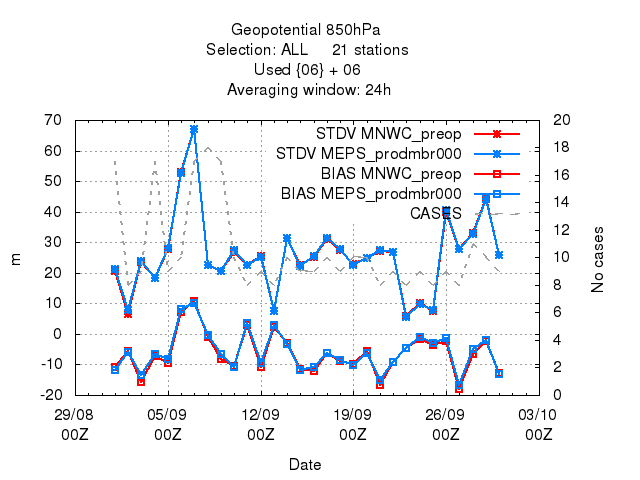 Geopotential 850hPa
Selection: ALL 21 stations
Used {06} + 06
Averaging window: 24h
70 20
STDV MNWC_preop
60 18
STDV MEPS_prodmbr000
50 16
BIAS MNWC_preop
BIAS MEPS_prodmbr000
40 14
CASES
30 12
20 10
10 8
0 6
-10 4
2
-20 0
m
No cases
29/08 05/09 12/09 19/09 26/09 03/10
00Z 00Z 00Z 00Z 00Z 00Z
Date